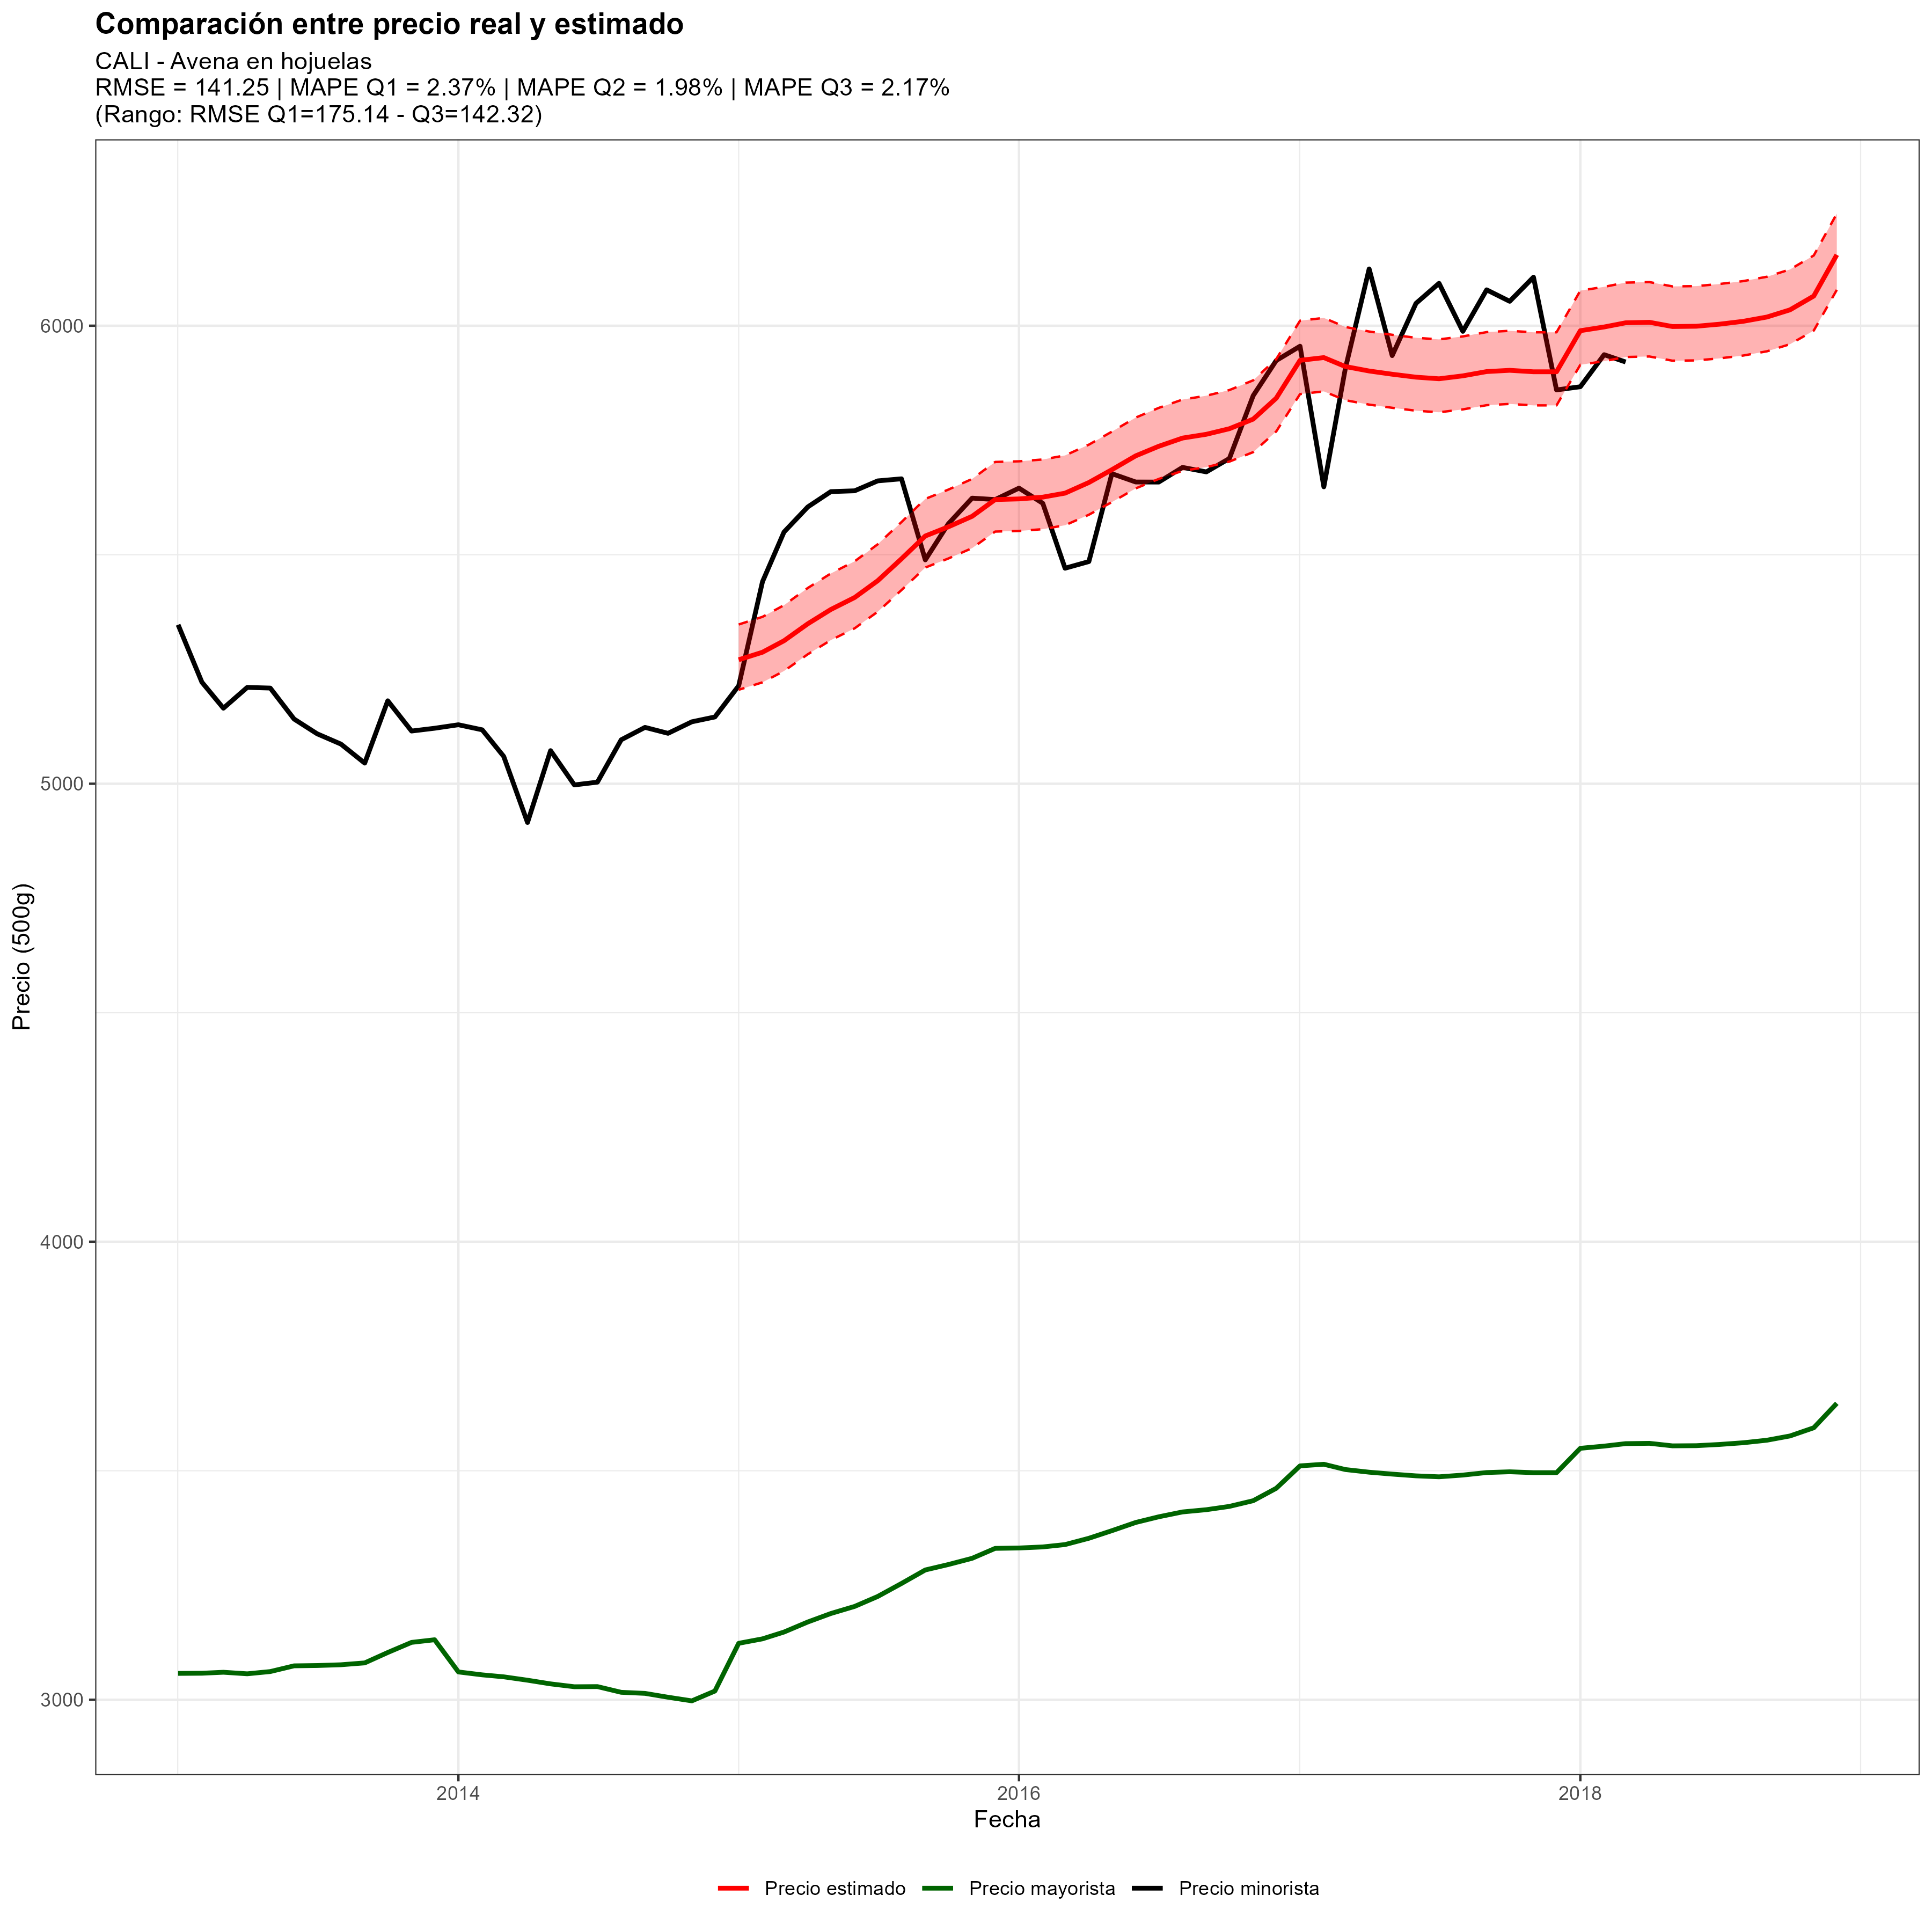 Comparación entre precio real y estimado
CALI - Avena en hojuelas
RMSE = 141.25 | MAPE Q1 = 2.37% | MAPE Q2 = 1.98% | MAPE Q3 = 2.17%
(Rango: RMSE Q1=175.14 - Q3=142.32)
Precio (500g)
6000
5000
4000
3000
2014
2016
2018
Fecha
Precio estimado
Precio mayorista
Precio minorista